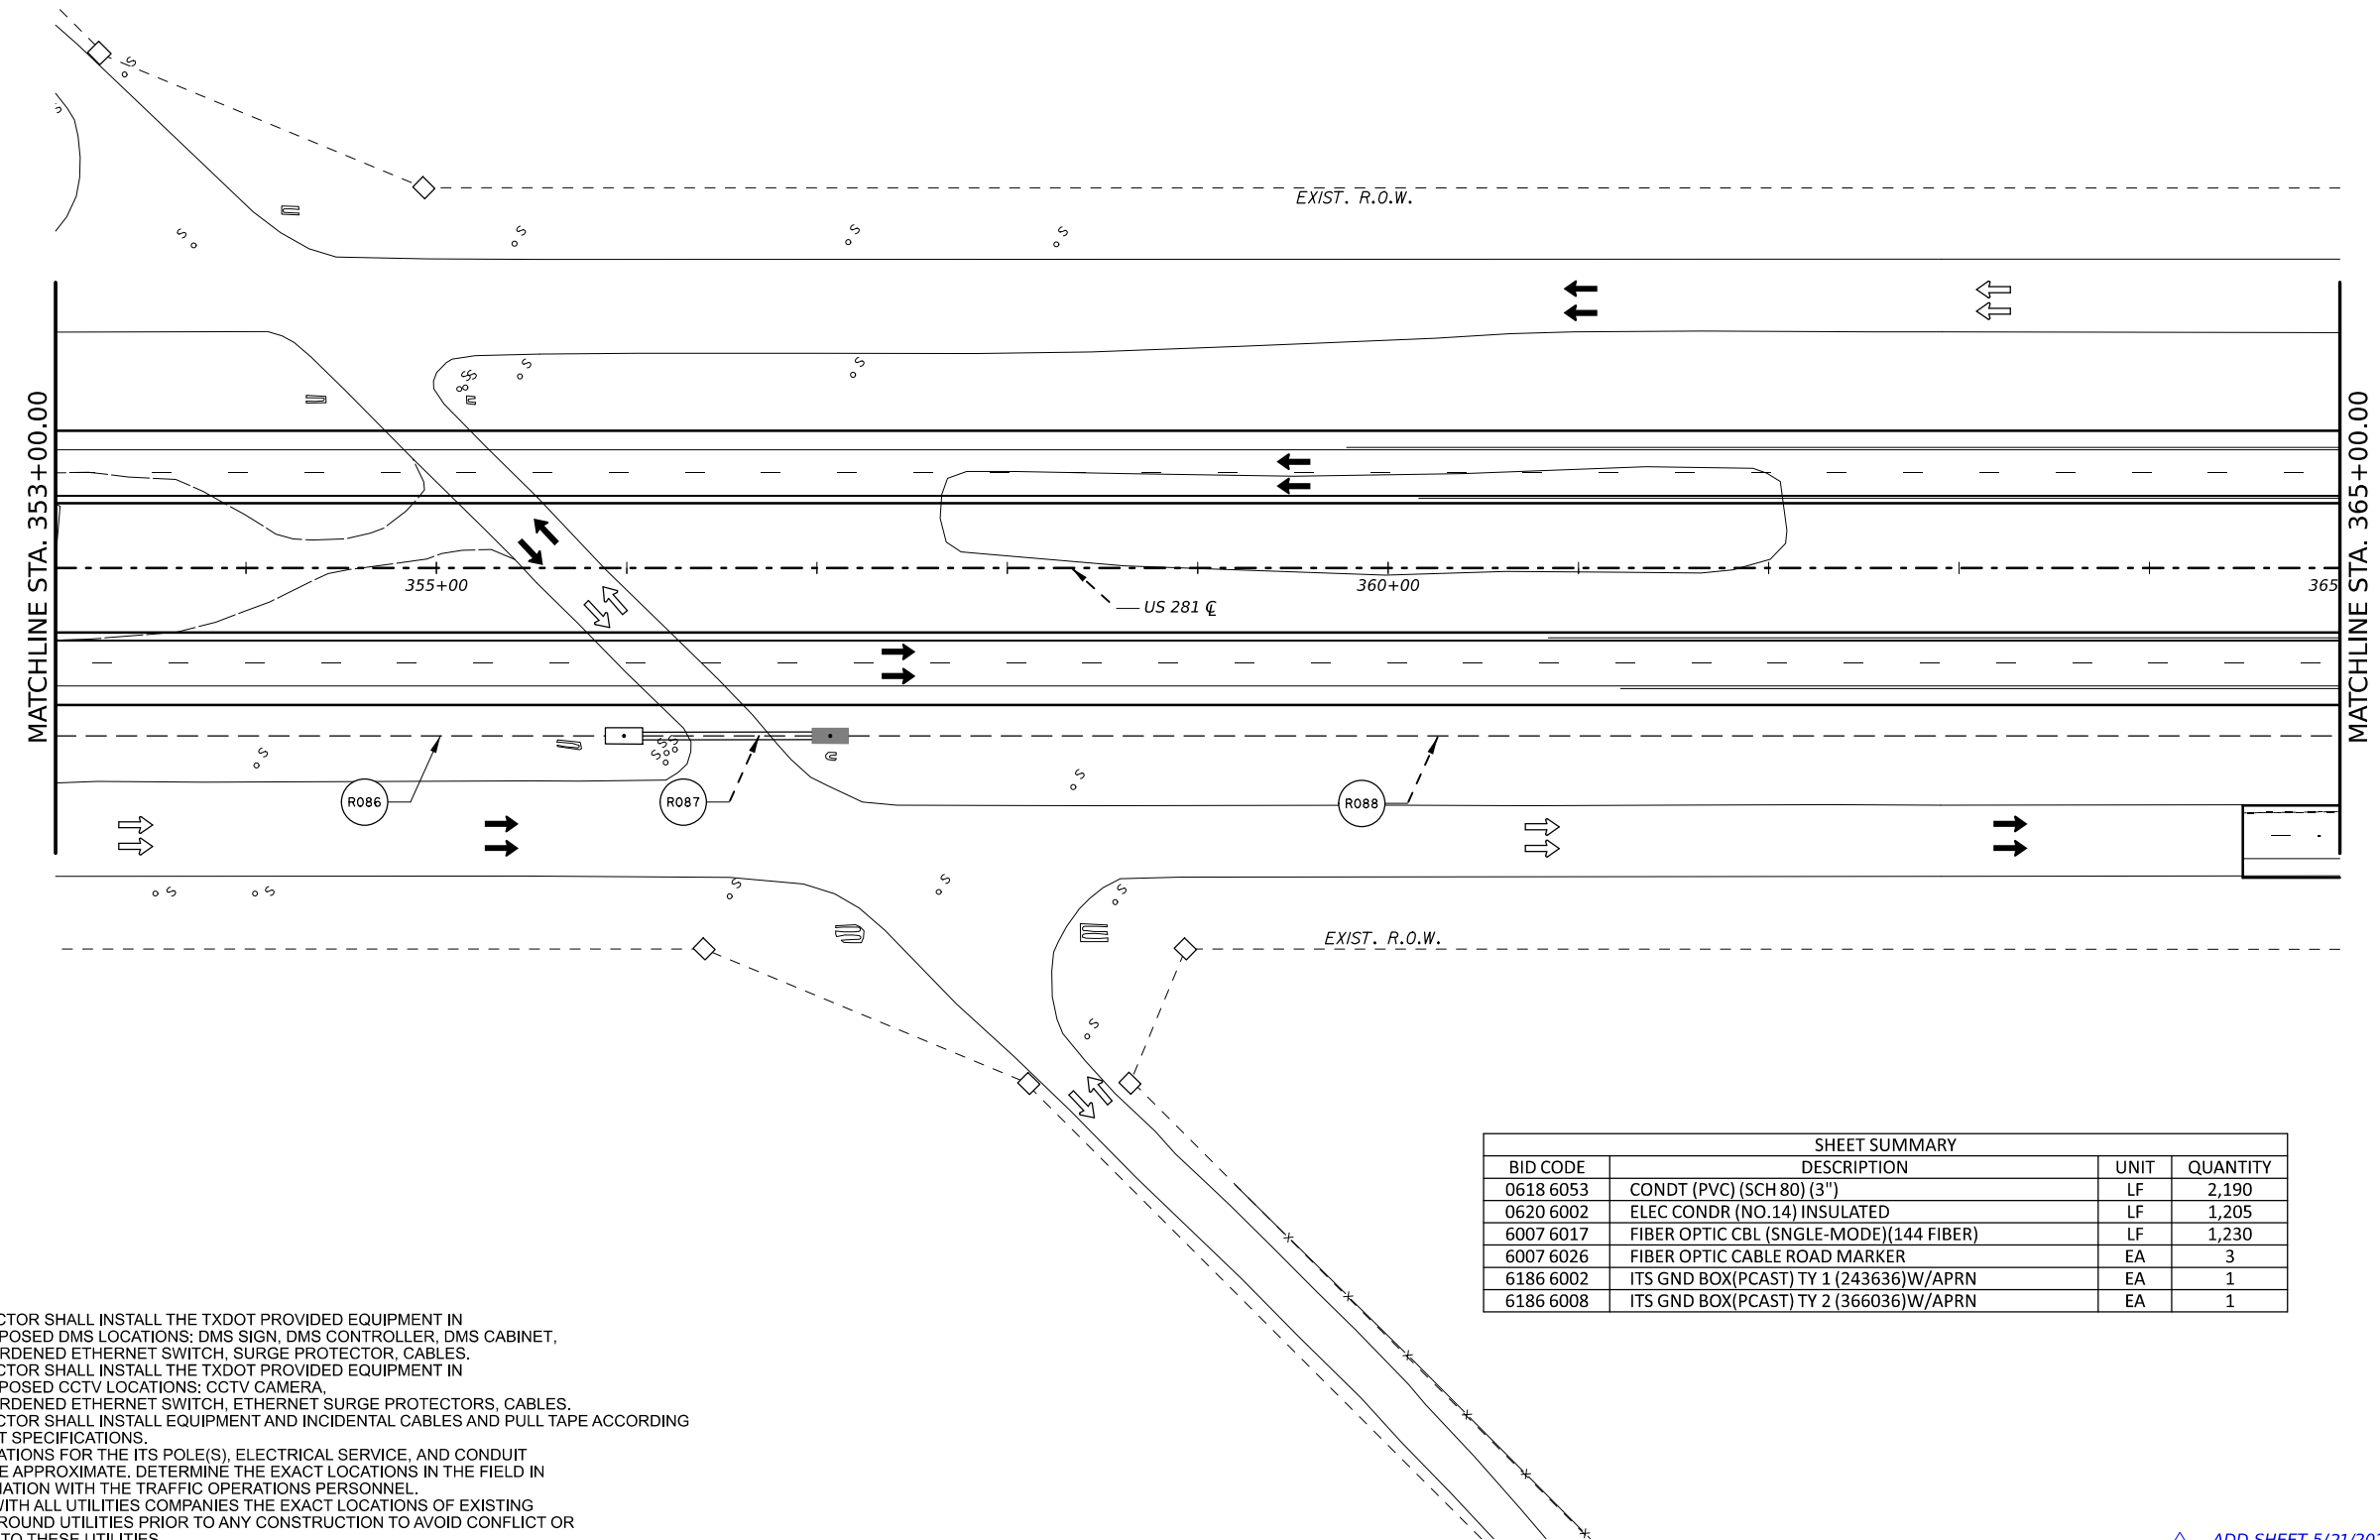 S
S
S
S
S
S
EXIST. R.O.W.
S
S
S
S
MATCHLINE STA. 353+00.00
MATCHLINE STA. 365+00.00
355+00
360+00
365
US 281 ℄
S
S
S
S
S
R086
R087
R088
S
S
S
S
S
EXIST. R.O.W.
S
SHEET SUMMARY
BID CODE DESCRIPTION UNIT QUANTITY
0618 6053 CONDT (PVC) (SCH 80) (3") LF 2,190
0620 6002 ELEC CONDR (NO.14) INSULATED LF 1,205
6007 6017 FIBER OPTIC CBL (SNGLE-MODE)(144 FIBER) LF 1,230
6007 6026 FIBER OPTIC CABLE ROAD MARKER EA 3
6186 6002 ITS GND BOX(PCAST) TY 1 (243636)W/APRN EA 1
6186 6008 ITS GND BOX(PCAST) TY 2 (366036)W/APRN EA 1
CTOR SHALL INSTALL THE TXDOT PROVIDED EQUIPMENT IN
POSED DMS LOCATIONS: DMS SIGN, DMS CONTROLLER, DMS CABINET,
RDENED ETHERNET SWITCH, SURGE PROTECTOR, CABLES.
CTOR SHALL INSTALL THE TXDOT PROVIDED EQUIPMENT IN
POSED CCTV LOCATIONS: CCTV CAMERA,
RDENED ETHERNET SWITCH, ETHERNET SURGE PROTECTORS, CABLES.
CTOR SHALL INSTALL EQUIPMENT AND INCIDENTAL CABLES AND PULL TAPE ACCORDING
T SPECIFICATIONS.
ATIONS FOR THE ITS POLE(S), ELECTRICAL SERVICE, AND CONDUIT
E APPROXIMATE. DETERMINE THE EXACT LOCATIONS IN THE FIELD IN
NATION WITH THE TRAFFIC OPERATIONS PERSONNEL.
WITH ALL UTILITIES COMPANIES THE EXACT LOCATIONS OF EXISTING
ROUND UTILITIES PRIOR TO ANY CONSTRUCTION TO AVOID CONFLICT OR
TO THESE UTILITIES
ADD SHEET 5/21/20